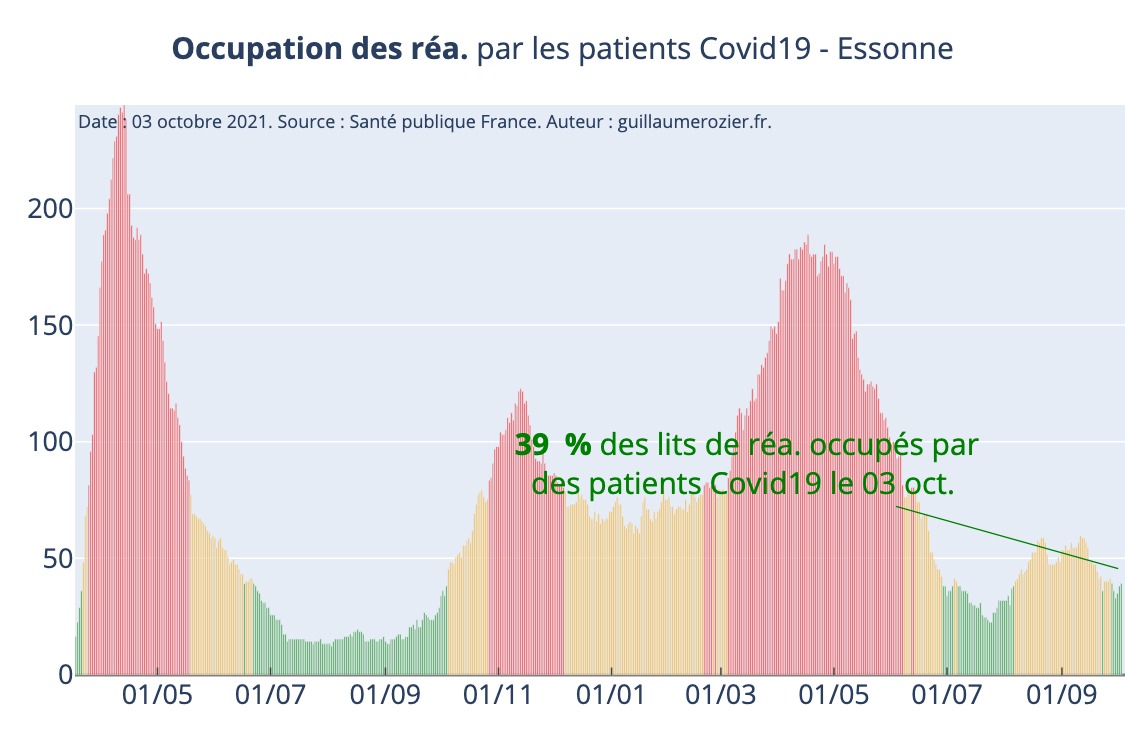 Occupation des réa. par les patients Covid19 - Essonne
Date : 03 octobre 2021. Source : Santé publique France. Auteur : guillaumerozier.fr.
200
150
100
50
0
39 % des lits de réa. occupés par
des patients Covid19 le 03 oct.
01/05 01/07 01/09 01/11 01/01 01/03 01/05 01/07 01/09